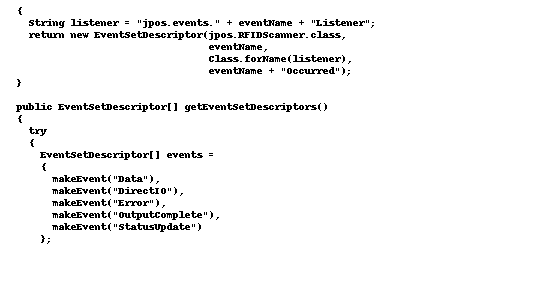 {
  String listener = "jpos.events." + eventName + "Listener";
  return new EventSetDescriptor(jpos.RFIDScanner.class,
                                eventName,
                                Class.forName(listener),
                                eventName + "Occurred");
}

public EventSetDescriptor[] getEventSetDescriptors()
{
  try
  {
    EventSetDescriptor[] events =
    {
      makeEvent("Data"),
      makeEvent("DirectIO"),
      makeEvent("Error"),
      makeEvent("OutputComplete"),
      makeEvent("StatusUpdate")
    };